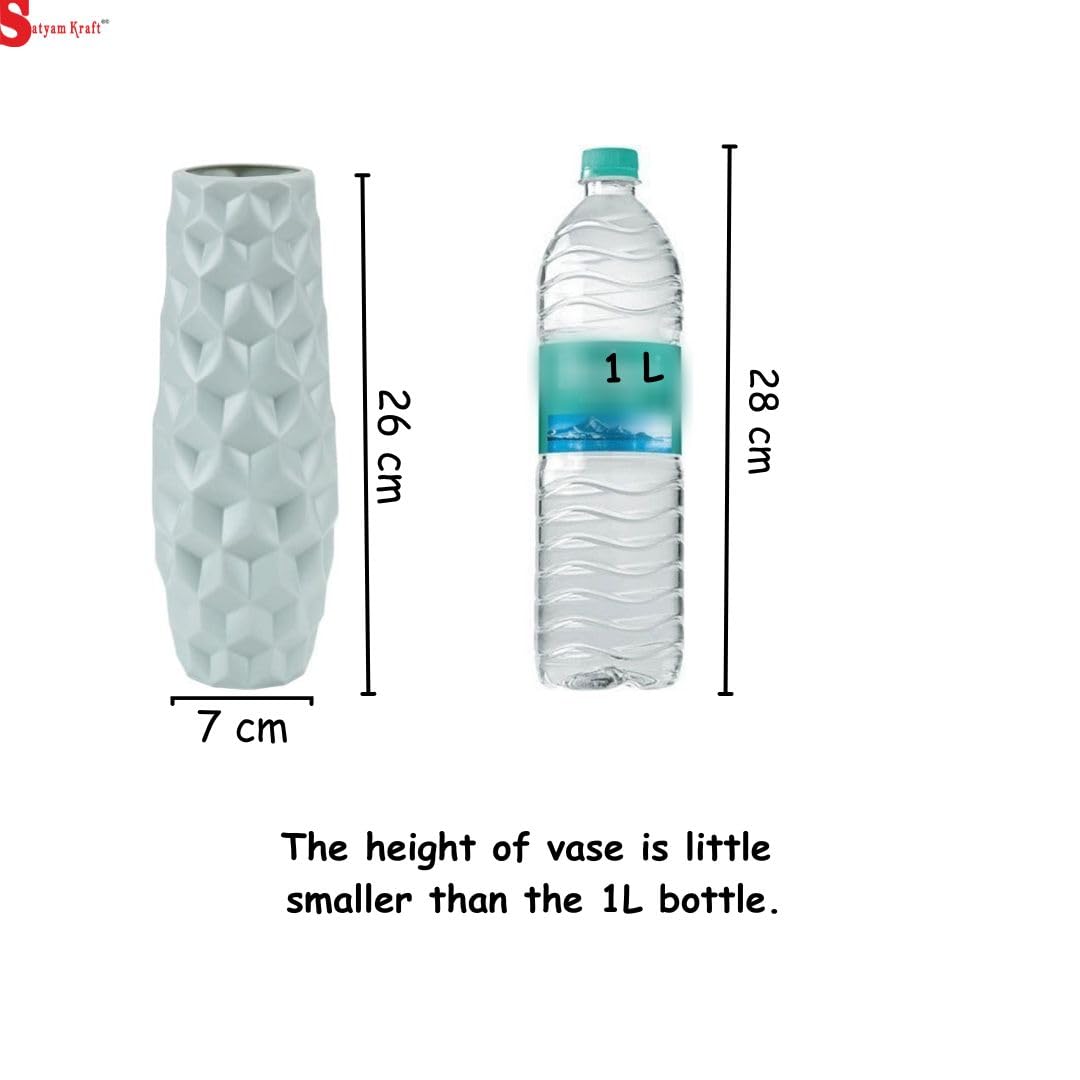 Satyam Kraft
26 cm
1 L
28 cm
7 cm
The height of vase is little
smaller than the 1L bottle.